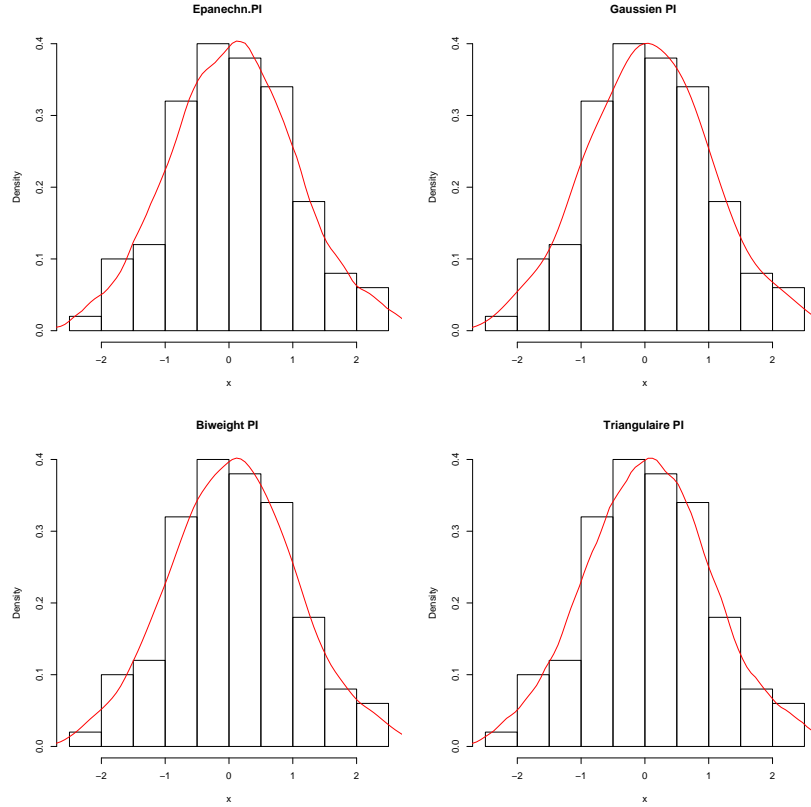 Epanechn.PI
Density
0.0 0.1 0.2 0.3 0.4
−2 −1 0 1 2
x
Gaussien PI
Density
0.0 0.1 0.2 0.3 0.4
−2 −1 0 1 2
x
Biweight PI
Density
0.0 0.1 0.2 0.3 0.4
−2 −1 0 1 2
x
Triangulaire PI
Density
0.0 0.1 0.2 0.3 0.4
−2 −1 0 1 2
x